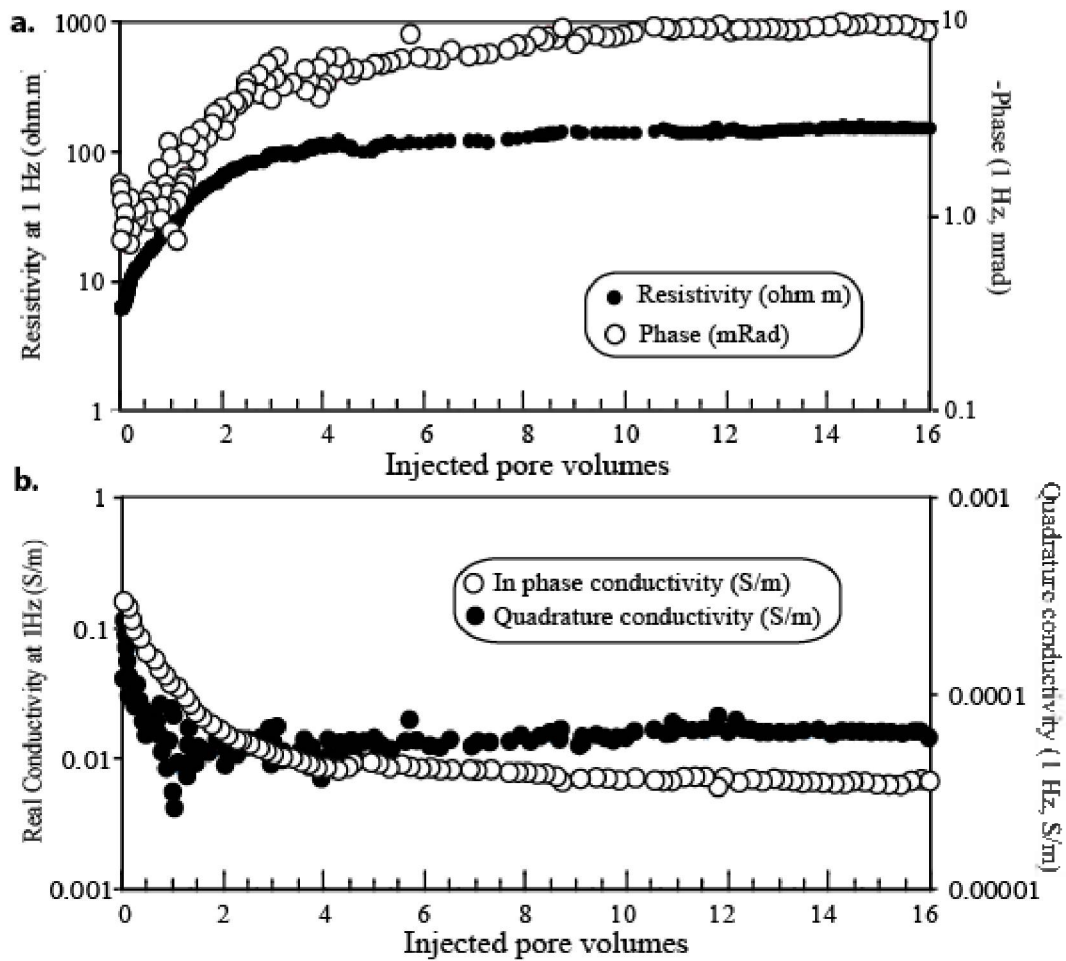 a.
1000
100
10
1
Resistivity at 1 Hz (ohm.m)
10
1.0
0.1
-Phase (1 Hz, mrad)
Resistivity (ohm m)
Phase (mRad)
0 2 4 6 8 10 12 14 16
Injected pore volumes
b.
1
0.1
0.01
0.001
Real Conductivity at 1Hz (S/m)
0.001
0.0001
0.00001
Quadrature conductivity (1 Hz, S/m)
In phase conductivity (S/m)
Quadrature conductivity (S/m)
0 2 4 6 8 10 12 14 16
Injected pore volumes